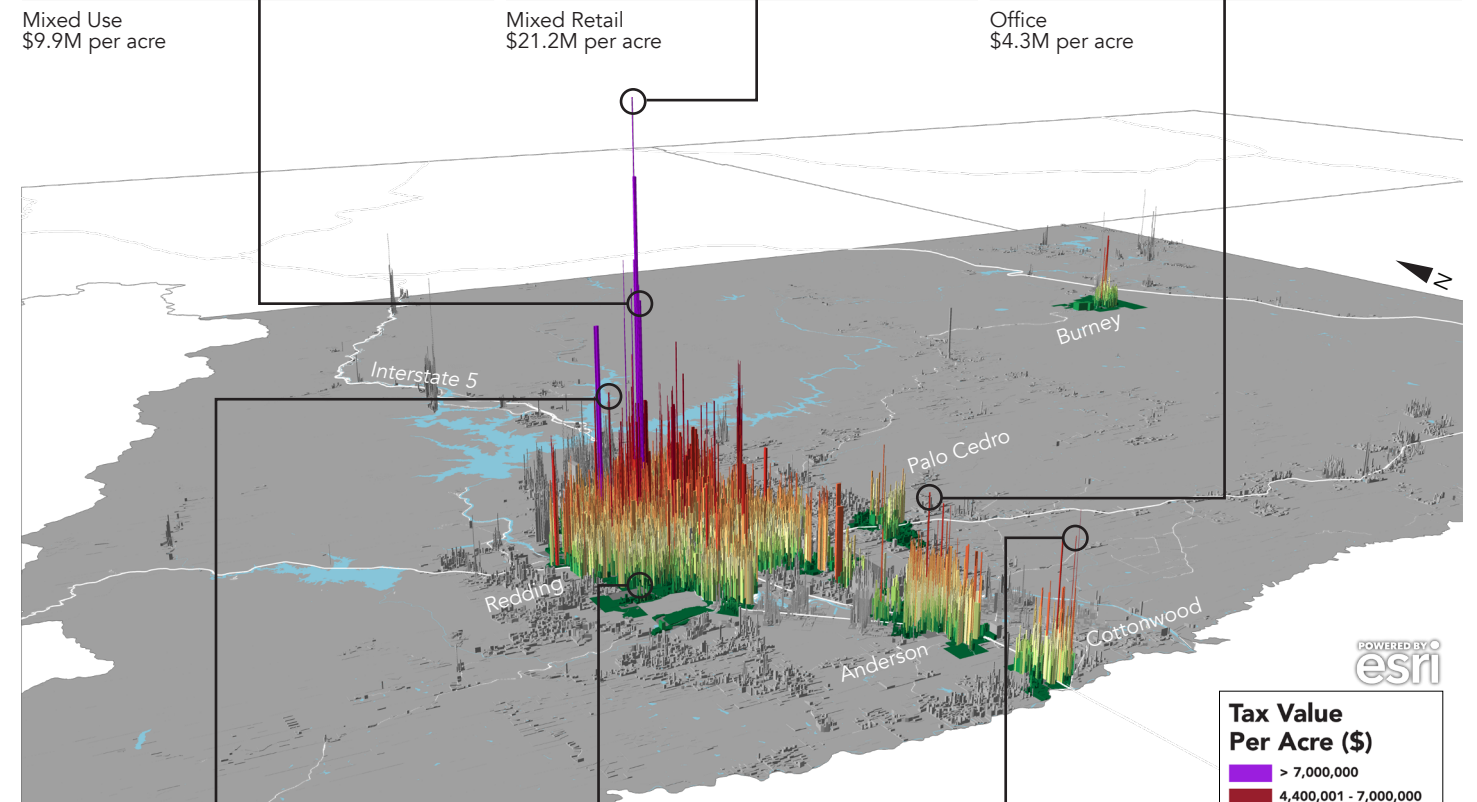 Mixed Use
$9.9M per acre
Mixed Retail
$21.2M per acre
Office
$4.3M per acre
N
Burney
Interstate 5
Palo Cedro
Redding
Cottonwood
Anderson
POWERED BY
esri
Tax Value
Per Acre ($)
> 7,000,000
4,400,001 - 7,000,000